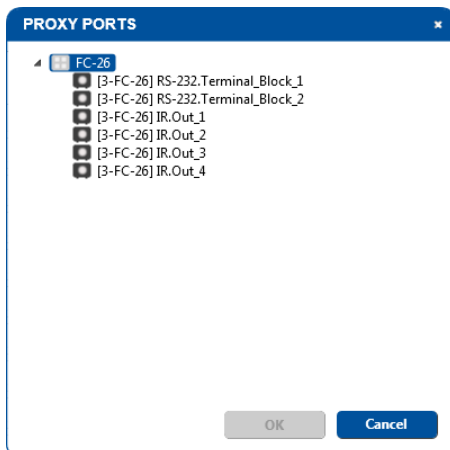 PROXY PORTS
FC-26
[3-FC-26] RS-232.Terminal_Block_1
[3-FC-26] RS-232.Terminal_Block_2
[3-FC-26] IR.Out_1
[3-FC-26] IR.Out_2
[3-FC-26] IR.Out_3
[3-FC-26] IR.Out_4
OK Cancel